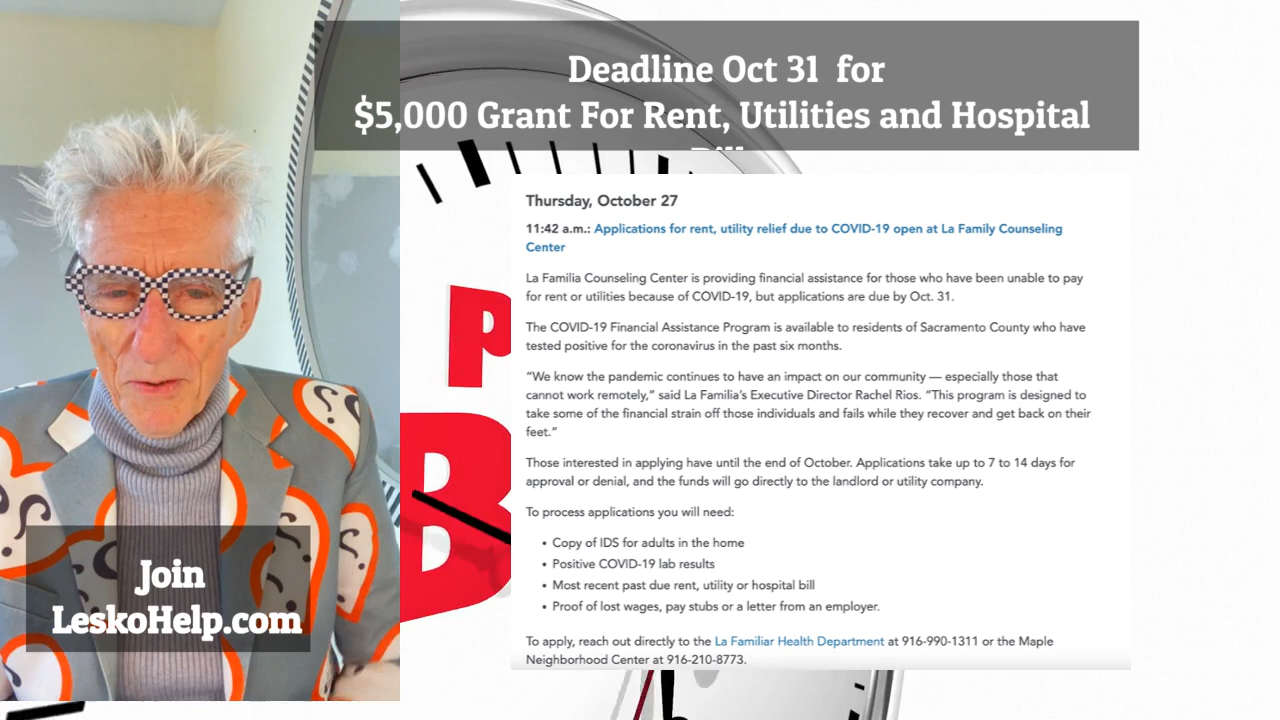 Deadline Oct 31 for
$5,000 Grant For Rent, Utilities and Hospital
Thursday, October 27
11:42 a.m.: Applications for rent, utility relief due to COVID-19 open at La Family Counseling
Center
La Familia Counseling Center is providing financial assistance for those who have been unable to pay
for rent or utilities because of COVID-19, but applications are due by Oct. 31.
The COVID-19 Financial Assistance Program is available to residents of Sacramento County who have
tested positive for the coronavirus in the past six months.
“We know the pandemic continues to have an impact on our community — especially those that
cannot work remotely,” said La Familia’s Executive Director Rachel Rios. “This program is designed to
take some of the financial strain off those individuals and fails while they recover and get back on their
feet.”
Those interested in applying have until the end of October. Applications take up to 7 to 14 days for
approval or denial, and the funds will go directly to the landlord or utility company.
To process applications you will need:
• Copy of IDS for adults in the home
• Positive COVID-19 lab results
• Most recent past due rent, utility or hospital bill
• Proof of lost wages, pay stubs or a letter from an employer.
To apply, reach out directly to the La Familiar Health Department at 916-990-1311 or the Maple
Neighborhood Center at 916-210-8773.
P
B
Join
LeskoHelp.com